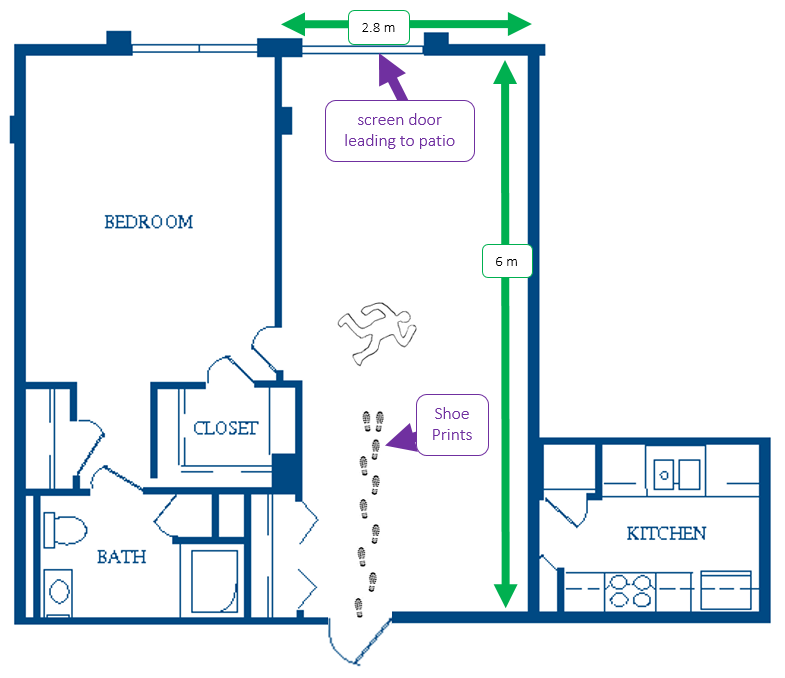 2.8 m
screen door
leading to patio
BEDROOM
6 m
CLOSET
Shoe
Prints
KITCHEN
BATH